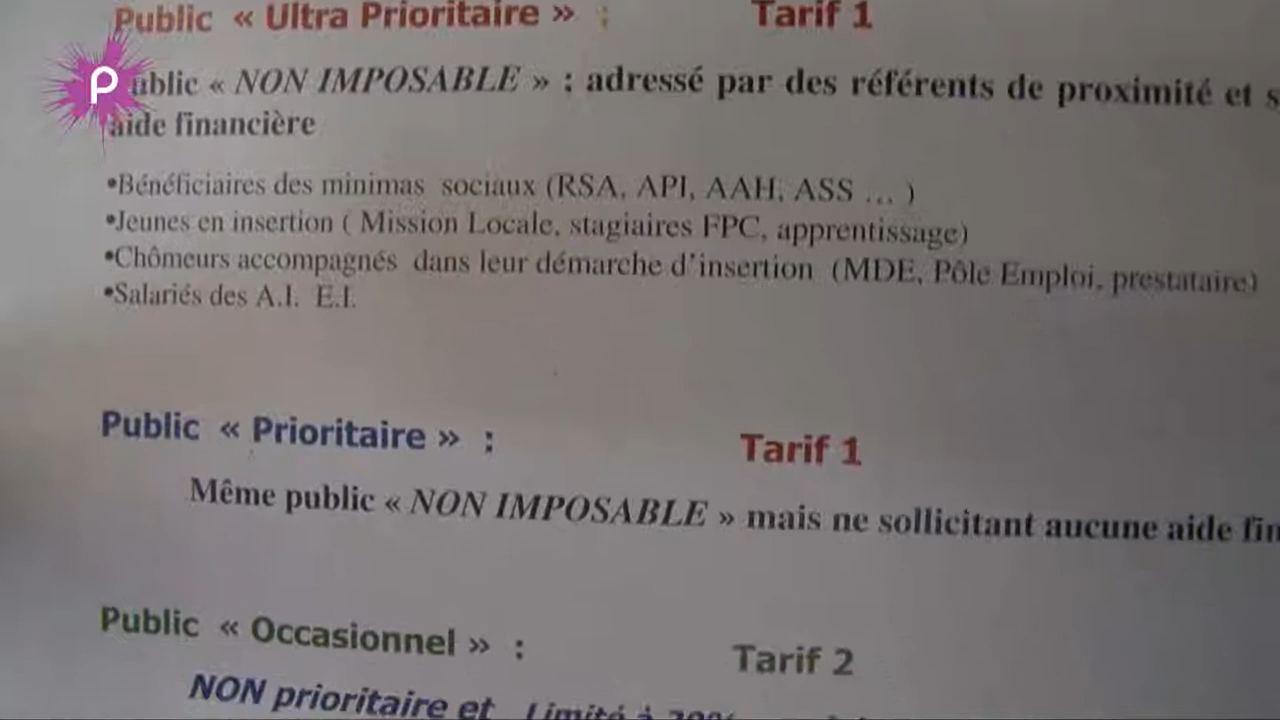 Public « Ultra Prioritaire » : Tarif 1
P
Public « NON IMPOSABLE » : adressé par des référents de proximité et
aide financière
•Bénéficiaires des minimas sociaux (RSA, API, AAH, ASS … )
•Jeunes en insertion ( Mission Locale, stagiaires FPC, apprentissage)
•Chômeurs accompagnés dans leur démarche d’insertion (MDE, Pôle Emploi, prestataire)
•Salariés des A.I. E.I.
Public « Prioritaire » : Tarif 1
Même public « NON IMPOSABLE » mais ne sollicitant aucune aide
Public « Occasionnel » : Tarif 2
NON prioritaire et Limité à